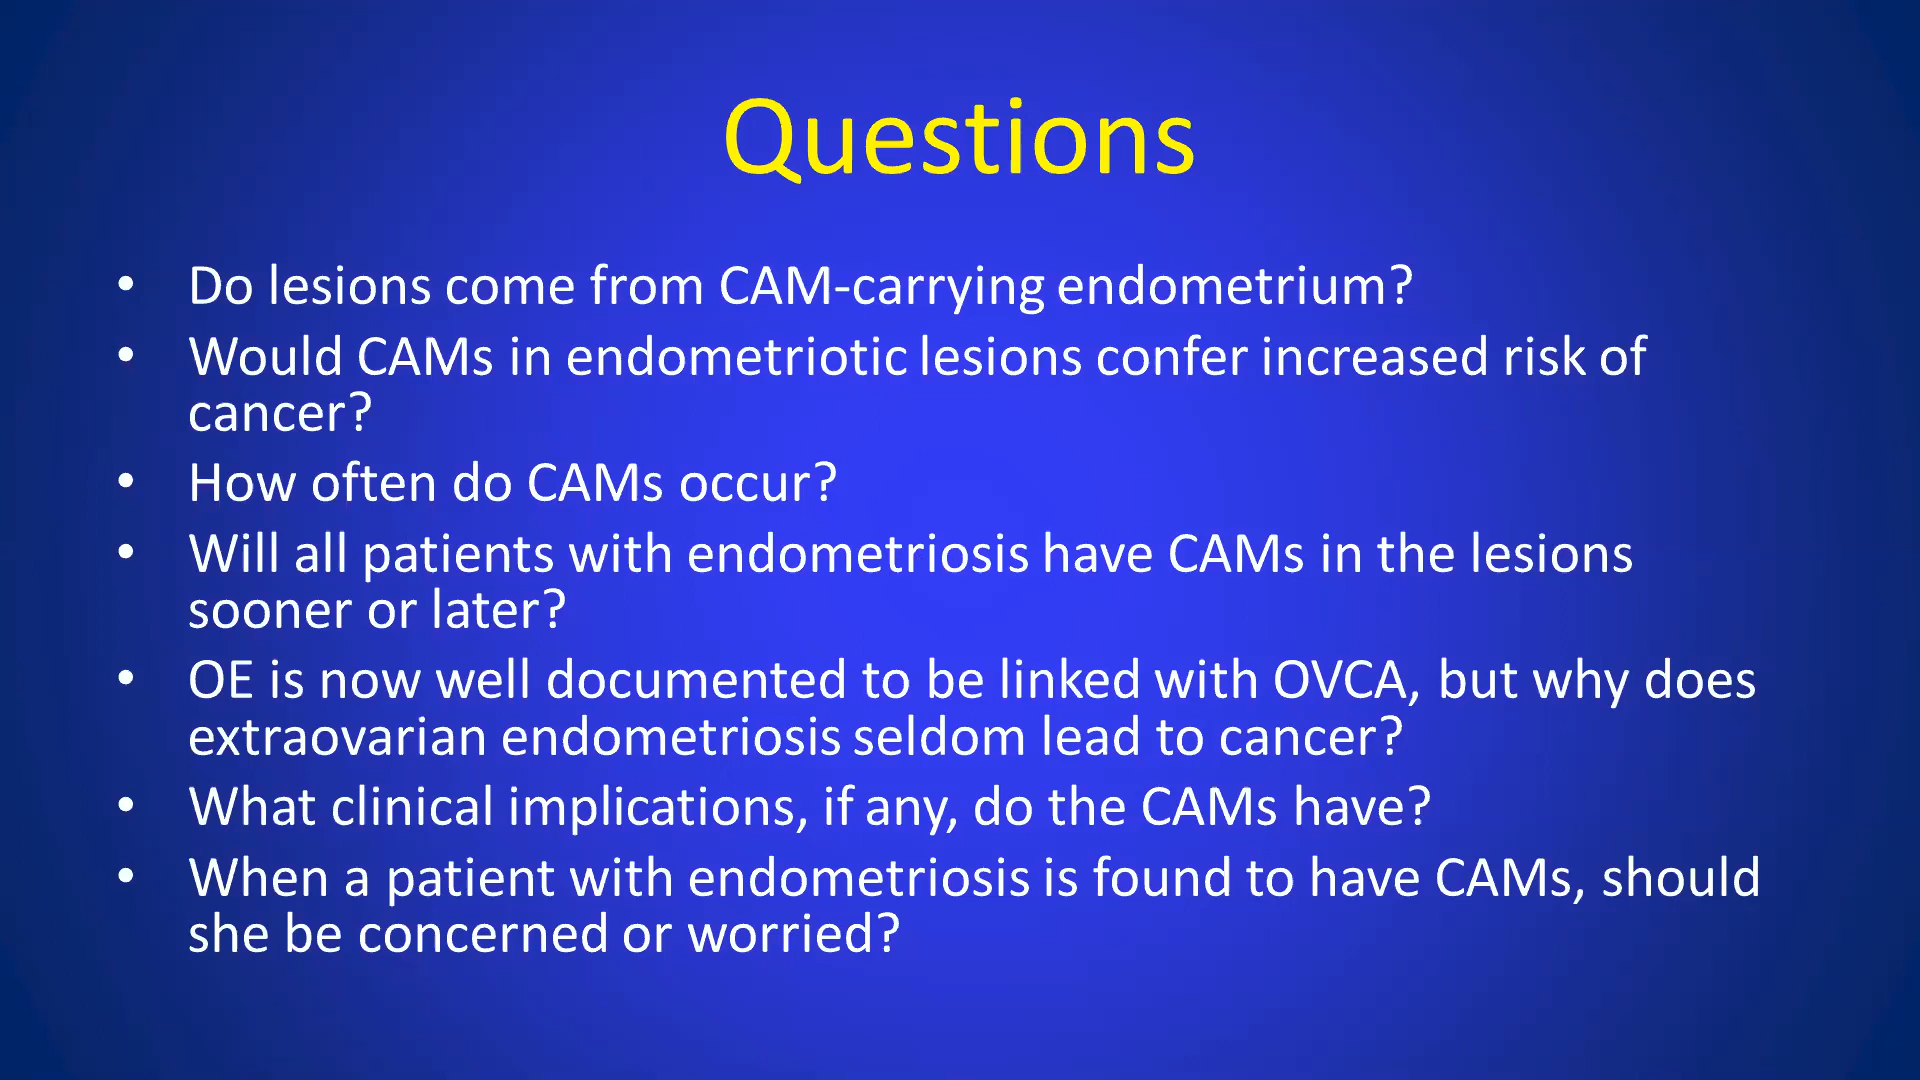 Questions
• Do lesions come from CAM-carrying endometrium?
• Would CAMs in endometriotic lesions confer increased risk of
cancer?
• How often do CAMs occur?
• Will all patients with endometriosis have CAMs in the lesions
sooner or later?
• OE is now well documented to be linked with OVCA, but why does
extraovarian endometriosis seldom lead to cancer?
• What clinical implications, if any, do the CAMs have?
• When a patient with endometriosis is found to have CAMs, should
she be concerned or worried?